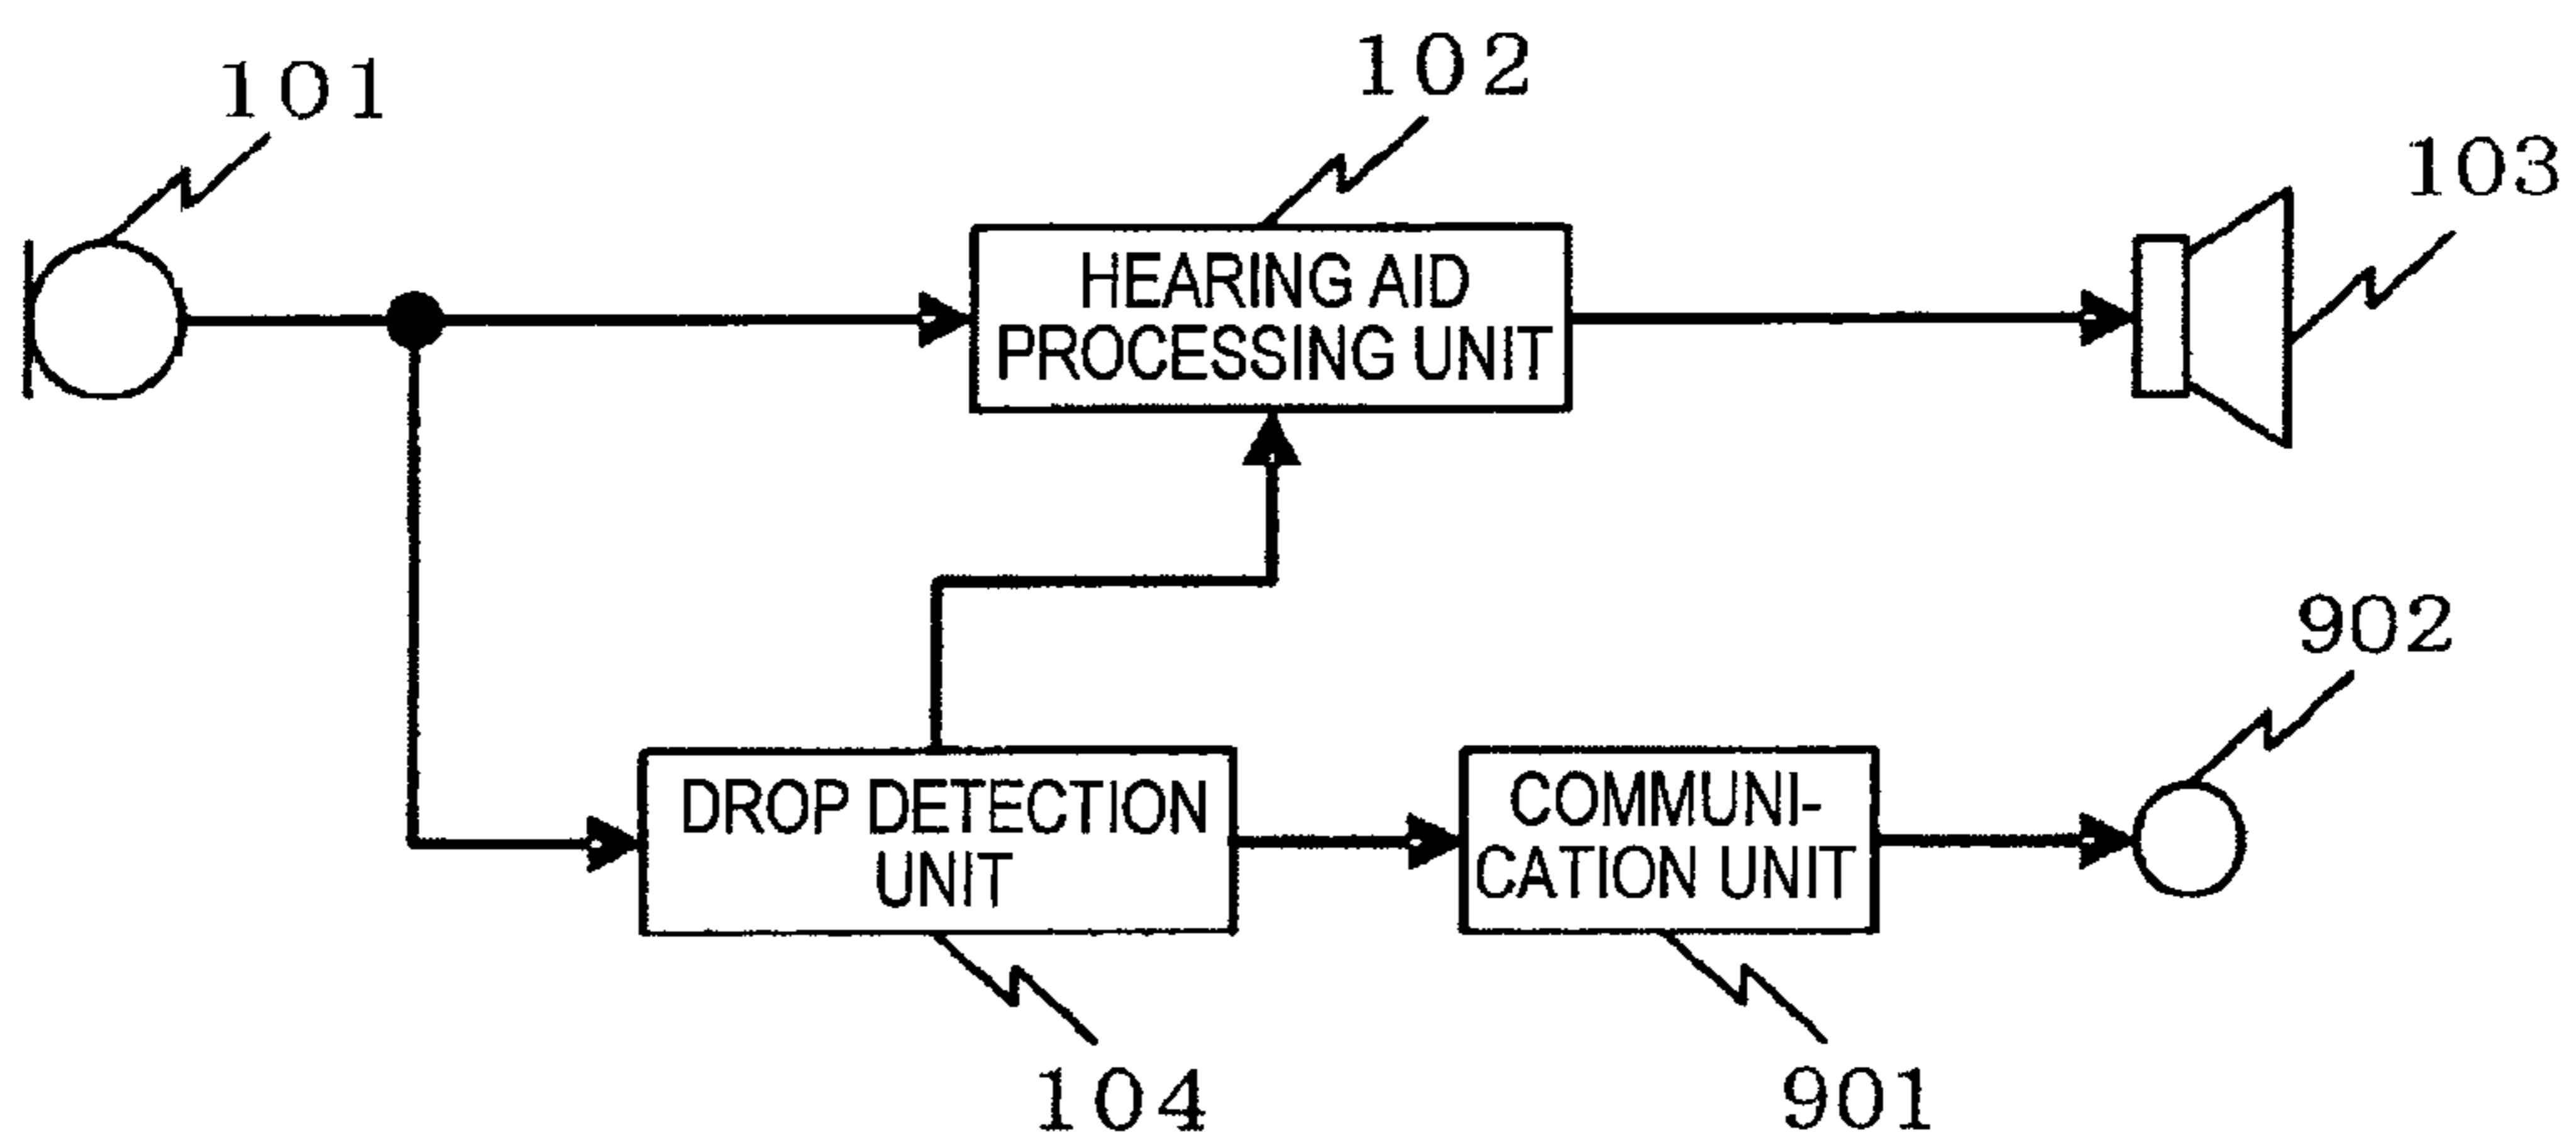 101
102
103
HEARING AID
PROCESSING UNIT
902
DROP DETECTION
UNIT
COMMUNI-
CATION UNIT
104
901